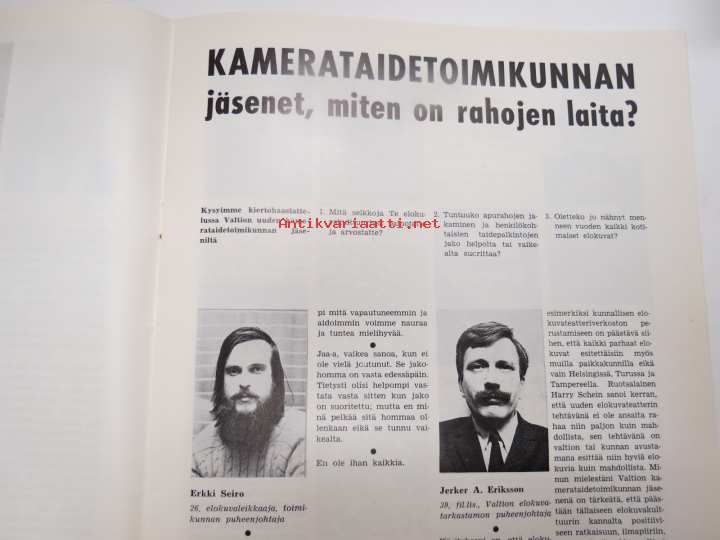 KAMERATAIDETOIMIKUNNAN
jäsenet, miten on rahojen laita?
Kysyimme kiertohaastatte-
lussa Valtion uuden kame-
rataidetoimikunnan jäse-
niltä
1. Mitä seikkoja Te eloku-
ja arvostatte?
2. Tuntuuko apurahojen ja-
kaminen ja henkilökoh-
taisten taidepalkintojen
jako helpolta tai vaike-
alta suorittaa?
3. Oletteko jo nähnyt men-
neen vuoden kaikki koti-
maiset elokuvat?
Antikvariaatti.net
pi mitä vapautuneemmin ja
aidoimmin voimme nauraa
ja tuntea mielihyvää.
●
Jaa-a, vaikea sanoa, kun ei
ole vielä joutunut. Se jako-
homma on vasta edessäpäin.
Tietysti olisi helpompi vas-
tata vasta sitten kun jako
on suoritettu; mutta en mi-
nä pelkää sitä hommaa ol-
lenkaan eikä se tunnu vai-
kealta.
●
En ole ihan kaikkia.
Erkki Seiro
26, elokuvaleikkaaja, toimi-
kunnan puheenjohtaja
●
Jerker A. Eriksson
39, fil.lis., Valtion elokuva-
tarkastamon puheenjohtaja
●
esimerkiksi kunnallisen elo-
kuvateatteriverkoston pe-
rustamiseen on päästävä sii-
hen, että kaikki parhaat elo-
kuvat esitettäisiin myös
muilla paikkakunnilla eikä
vain Helsingissä, Turussa ja
Tampereella. Ruotsalainen
Harry Schein sanoi kerran,
että uuden elokuvateatterin
tehtävänä ei ole ansaita ra-
haa niin paljon kuin mah-
dollista, sen tehtävänä on
valtion tai kunnan avusta-
mana esittää niin hyviä elo-
kuvia kuin mahdollista. Mi-
nun mielestäni Valtion ka-
merataidetoimikunnan jäse-
nenä on tärkeätä, että pääs-
tään tällaiseen elokuvakult-
tuurin kannalta positiivi-
seen ratkaisuun, ilmapiiriin,